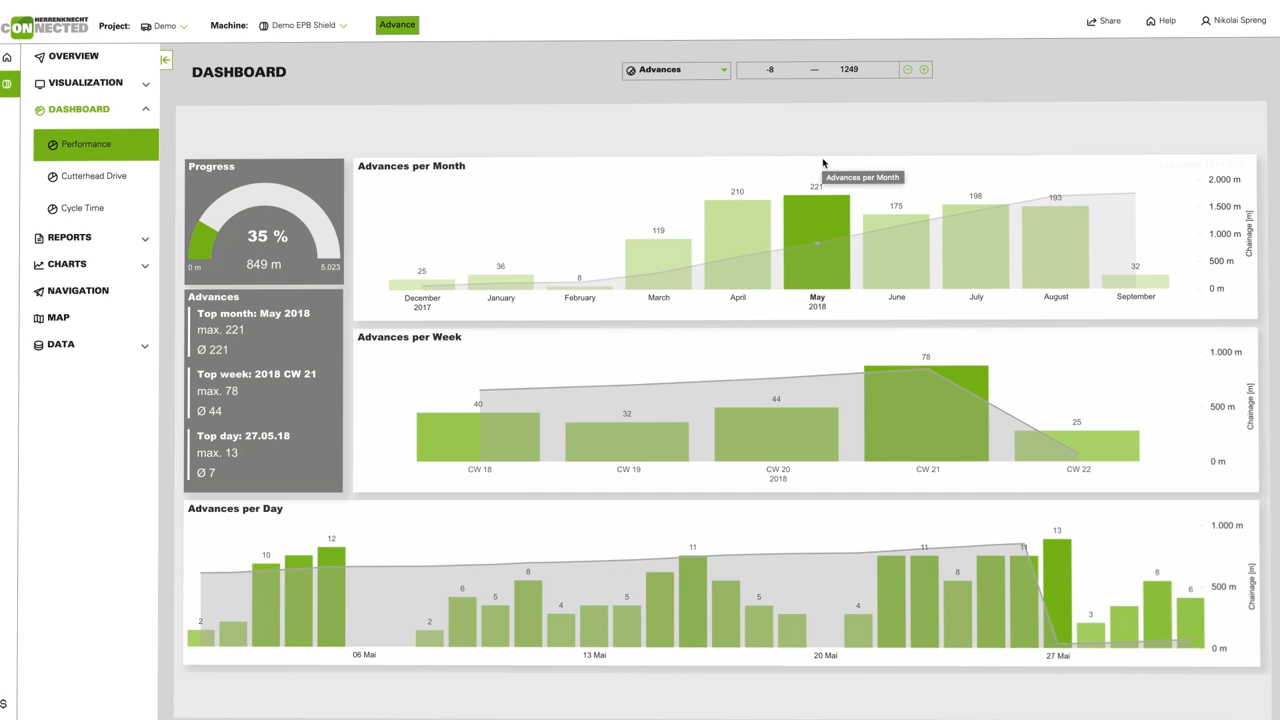 HERRENKNECHT
CONNECTED
Project: Demo
Machine: Demo EPB Shield
Advance
Share
Help
Nikolai Spreng
OVERVIEW
VISUALIZATION
DASHBOARD
Performance
Cutterhead Drive
Cycle Time
REPORTS
CHARTS
NAVIGATION
MAP
DATA
$
DASHBOARD
Advances
-8 — 1249
Progress
35 %
849 m
0 m
5.023
Advances
Top month: May 2018
max. 221
Ø 221
Top week: 2018 CW 21
max. 78
Ø 44
Top day: 27.05.18
max. 13
Ø 7
Advances per Month
Advances per Month
25 36 8 119 210 221 175 198 193 32
December January February March April May June July August September
2017 2018
2.000 m
1.500 m
1.000 m
500 m
0 m
Chainage [m]
Advances per Week
40 32 44 78 25
CW 18 CW 19 CW 20 CW 21 CW 22
2018
1.000 m
500 m
0 m
Chainage [m]
Advances per Day
2 10 12 2 6 5 8 4 5 11 5 4 11 8 11 13 3 8 6
06 Mai 13 Mai 20 Mai 27 Mai
1.000 m
500 m
0 m
Chainage [m]